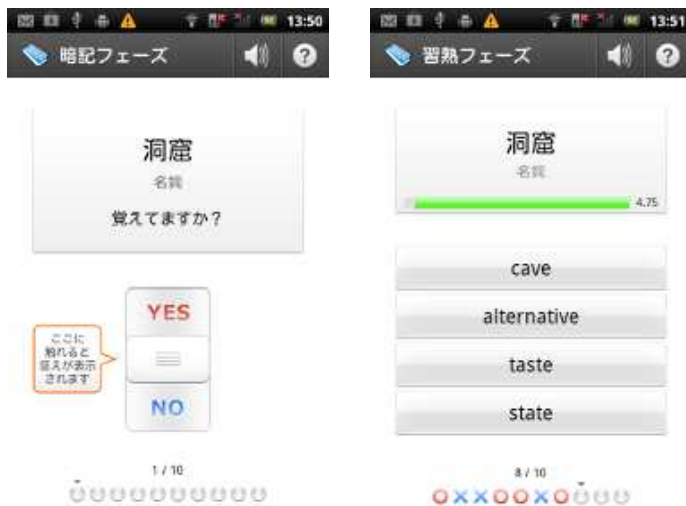 13:50
暗記フェーズ
洞窟
名詞
覚えてますか？
YES
ここに
触れると
答えが表示
されます
NO
1 / 10
13:51
習熟フェーズ
洞窟
名詞
4.75
cave
alternative
taste
state
8 / 10